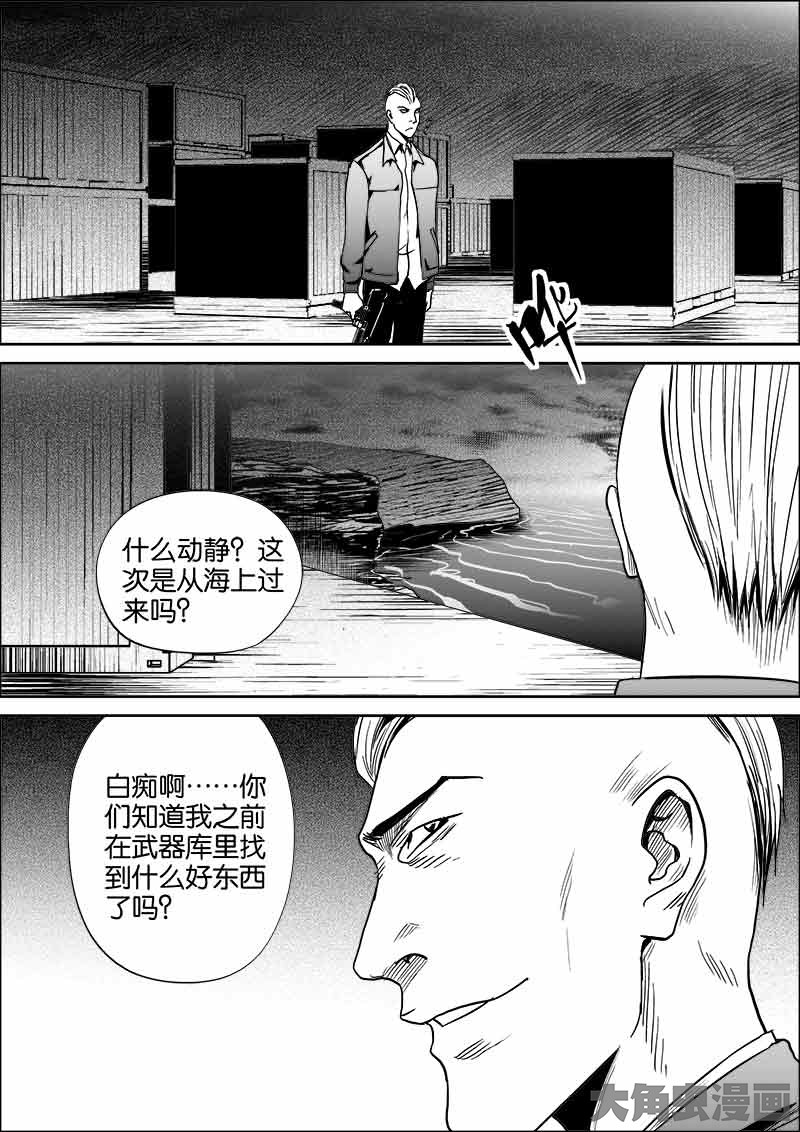 什么动静？这
次是从海上过
来吗？
白痴啊……你
们知道我之前
在武器库里找
到什么好东西
了吗？
大角虫漫画